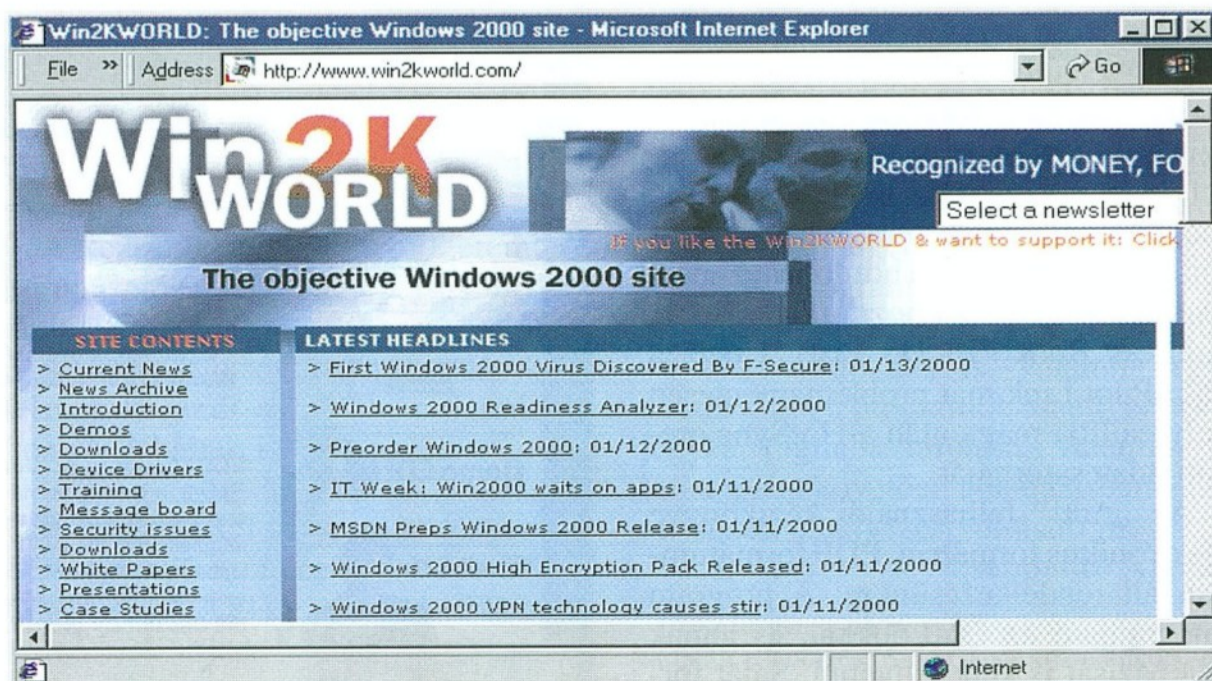 Win2KWORLD: The objective Windows 2000 site - Microsoft Internet Explorer
File » Address http://www.win2kworld.com/ Go
Win2K
WORLD
Recognized by MONEY, FO
Select a newsletter
If you like the Win2KWORLD & want to support it: Click
The objective Windows 2000 site
SITE CONTENTS
> Current News
> News Archive
> Introduction
> Demos
> Downloads
> Device Drivers
> Training
> Message board
> Security issues
> Downloads
> White Papers
> Presentations
> Case Studies
LATEST HEADLINES
> First Windows 2000 Virus Discovered By F-Secure: 01/13/2000
> Windows 2000 Readiness Analyzer: 01/12/2000
> Preorder Windows 2000: 01/12/2000
> IT Week: Win2000 waits on apps: 01/11/2000
> MSDN Preps Windows 2000 Release: 01/11/2000
> Windows 2000 High Encryption Pack Released: 01/11/2000
> Windows 2000 VPN technology causes stir: 01/11/2000
Internet